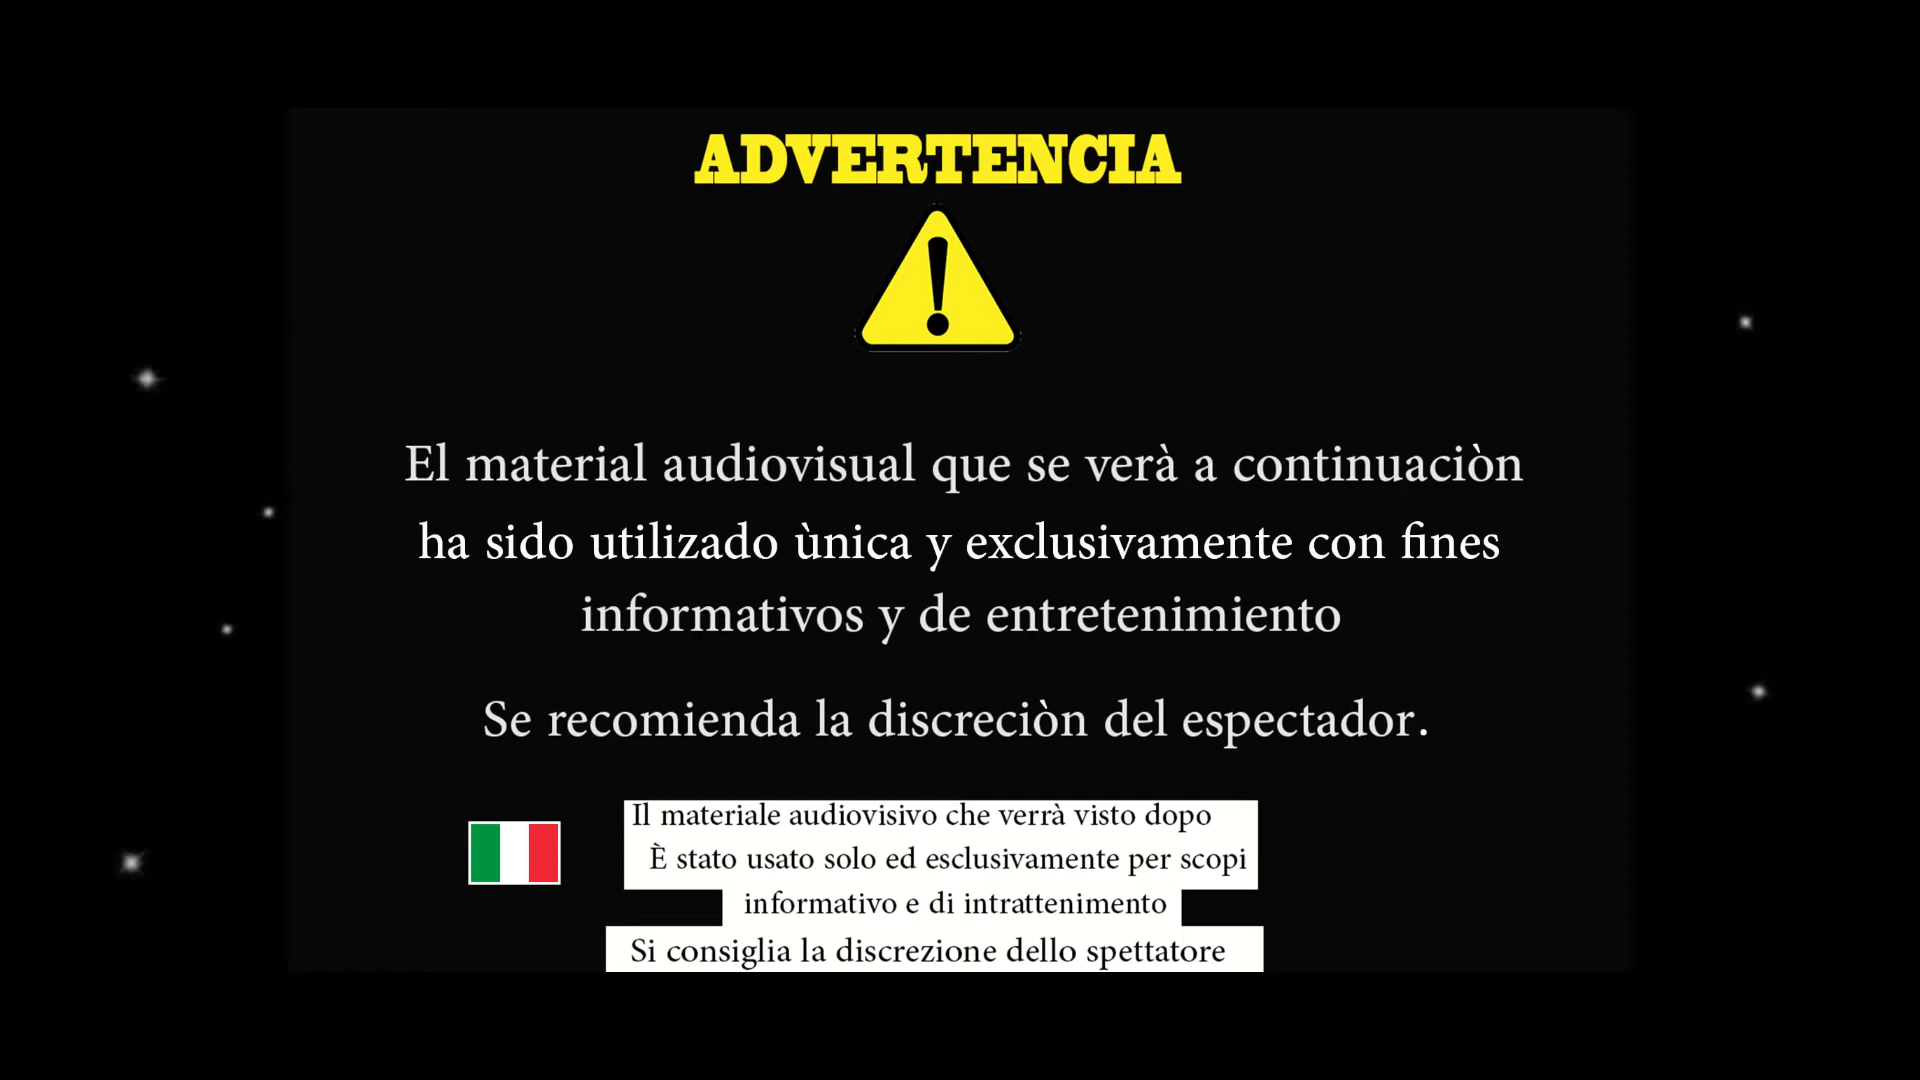 ADVERTENCIA
El material audiovisual que se verà a continuaciòn
ha sido utilizado ùnica y exclusivamente con fines
informativos y de entretenimiento
Se recomienda la discreciòn del espectador.
Il materiale audiovisivo che verrà visto dopo
È stato usato solo ed esclusivamente per scopi
informativo e di intrattenimento
Si consiglia la discrezione dello spettatore